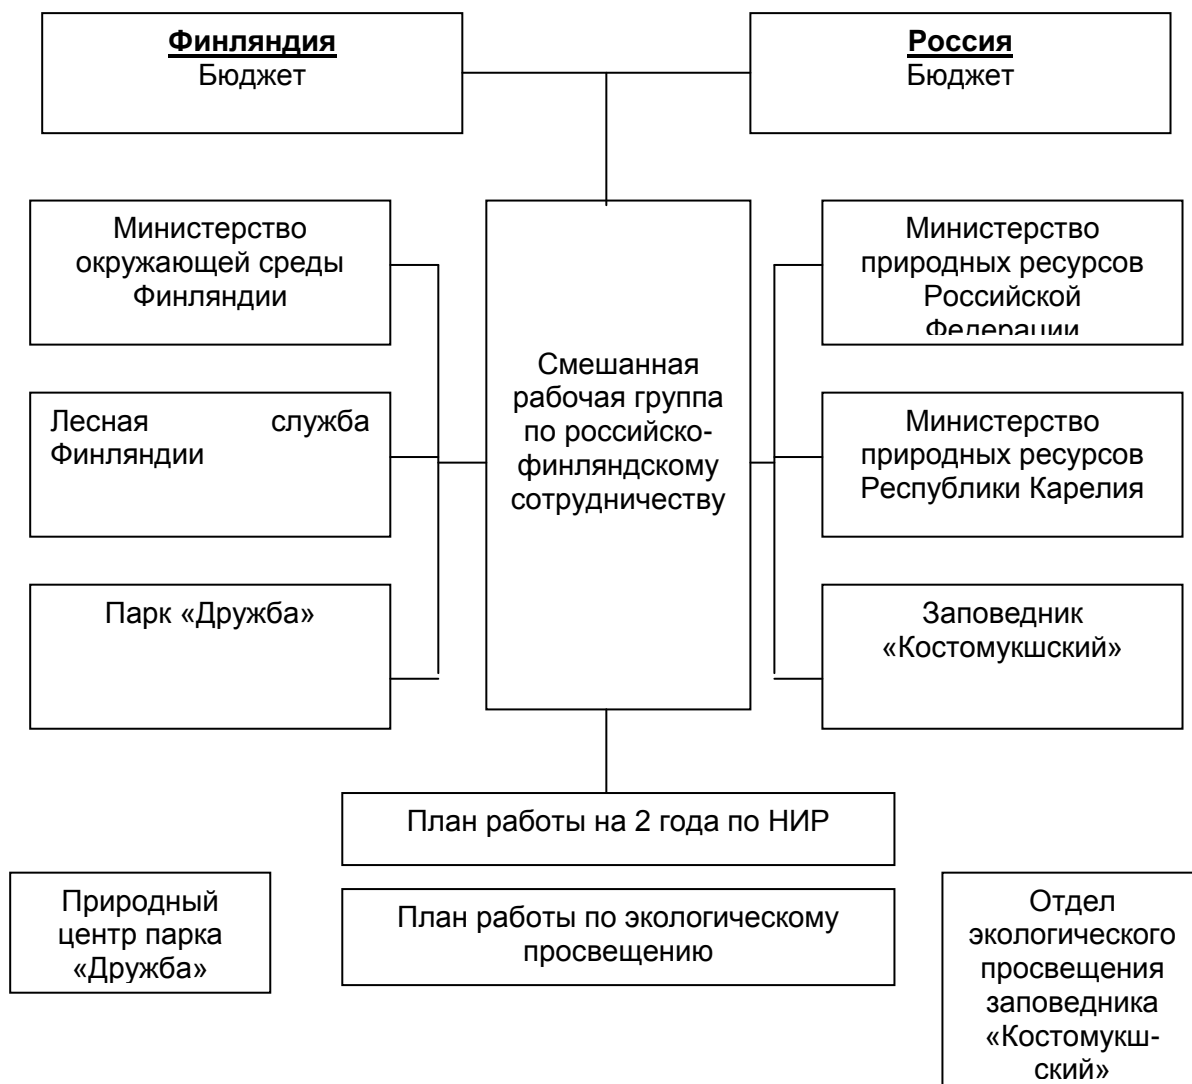 Финляндия
Бюджет
Россия
Бюджет
Министерство
окружающей среды
Финляндии
Смешанная
рабочая группа
по российско-
финляндскому
сотрудничеству
Министерство
природных ресурсов
Российской
Федерации
Лесная служба
Финляндии
Министерство
природных ресурсов
Республики Карелия
Парк «Дружба»
Заповедник
«Костомукшский»
План работы на 2 года по НИР
Природный
центр парка
«Дружба»
План работы по экологическому
просвещению
Отдел
экологического
просвещения
заповедника
«Костомукш-
ский»